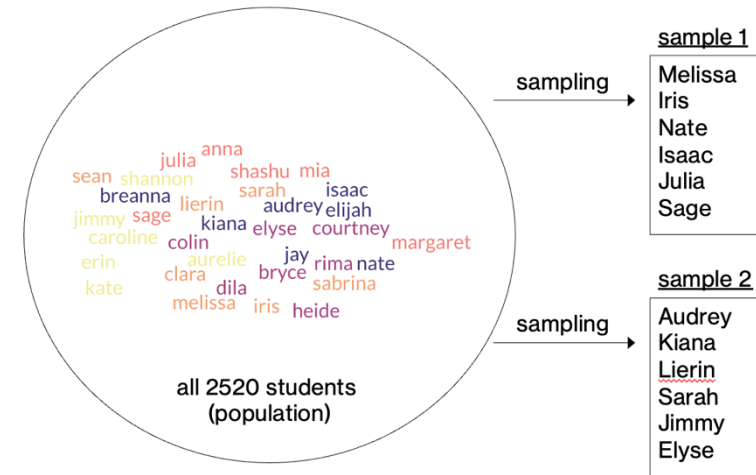 sample 1
sampling
Melissa
Iris
Nate
Isaac
Julia
Sage
anna
julia
shashu mia
sean shannon
sarah isaac
breanna lierin audrey elijah
jimmy sage kiana elyse courtney
caroline colin margaret
erin aurelie jay rima nate
clara bryce sabrina
kate dila
melissa iris heide
all 2520 students
(population)
sample 2
sampling
Audrey
Kiana
Lierin
Sarah
Jimmy
Elyse